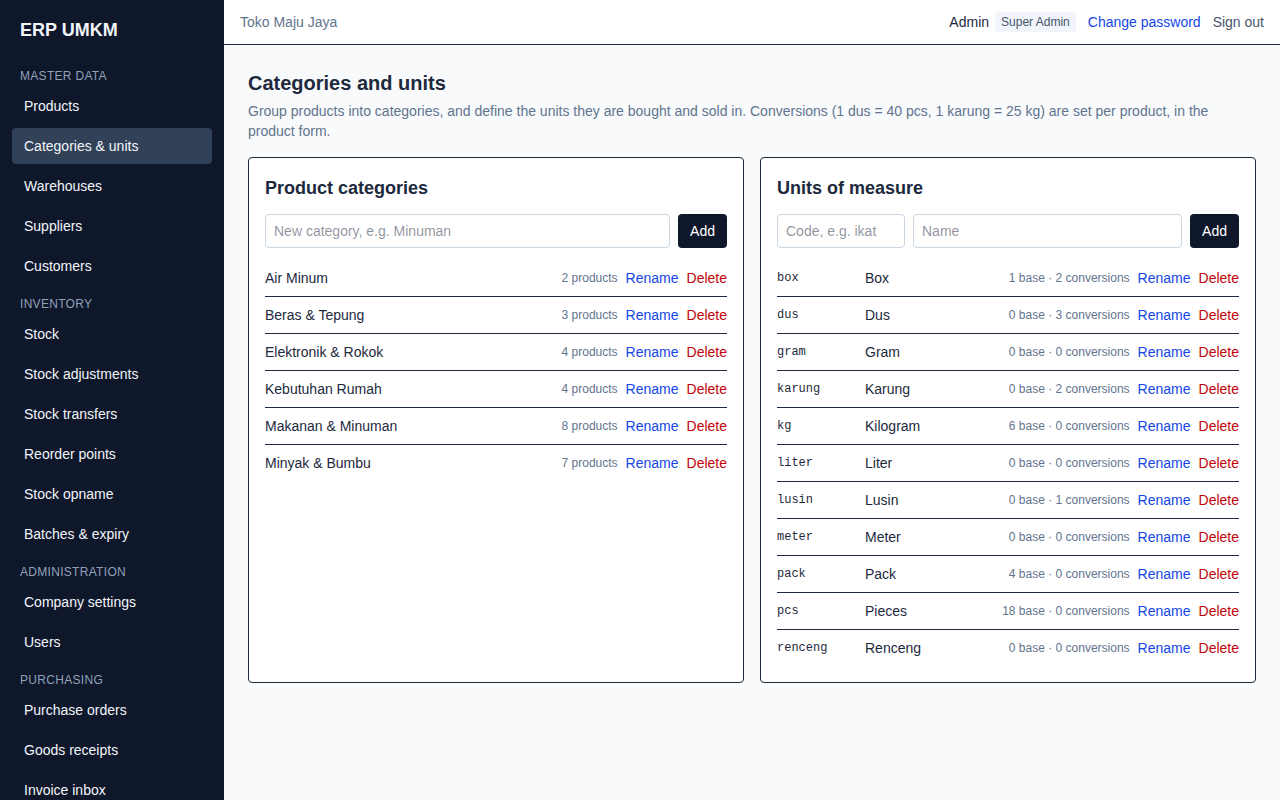 ERP UMKM
MASTER DATA
Products
Categories & units
Warehouses
Suppliers
Customers
INVENTORY
Stock
Stock adjustments
Stock transfers
Reorder points
Stock opname
Batches & expiry
ADMINISTRATION
Company settings
Users
PURCHASING
Purchase orders
Goods receipts
Invoice inbox
Toko Maju Jaya
Admin Super Admin Change password Sign out
Categories and units
Group products into categories, and define the units they are bought and sold in. Conversions (1 dus = 40 pcs, 1 karung = 25 kg) are set per product, in the
product form.
Product categories
New category, e.g. Minuman Add
Air Minum 2 products Rename Delete
Beras & Tepung 3 products Rename Delete
Elektronik & Rokok 4 products Rename Delete
Kebutuhan Rumah 4 products Rename Delete
Makanan & Minuman 8 products Rename Delete
Minyak & Bumbu 7 products Rename Delete
Units of measure
Code, e.g. ikat Name Add
box Box 1 base · 2 conversions Rename Delete
dus Dus 0 base · 3 conversions Rename Delete
gram Gram 0 base · 0 conversions Rename Delete
karung Karung 0 base · 2 conversions Rename Delete
kg Kilogram 6 base · 0 conversions Rename Delete
liter Liter 0 base · 0 conversions Rename Delete
lusin Lusin 0 base · 1 conversions Rename Delete
meter Meter 0 base · 0 conversions Rename Delete
pack Pack 4 base · 0 conversions Rename Delete
pcs Pieces 18 base · 0 conversions Rename Delete
renceng Renceng 0 base · 0 conversions Rename Delete